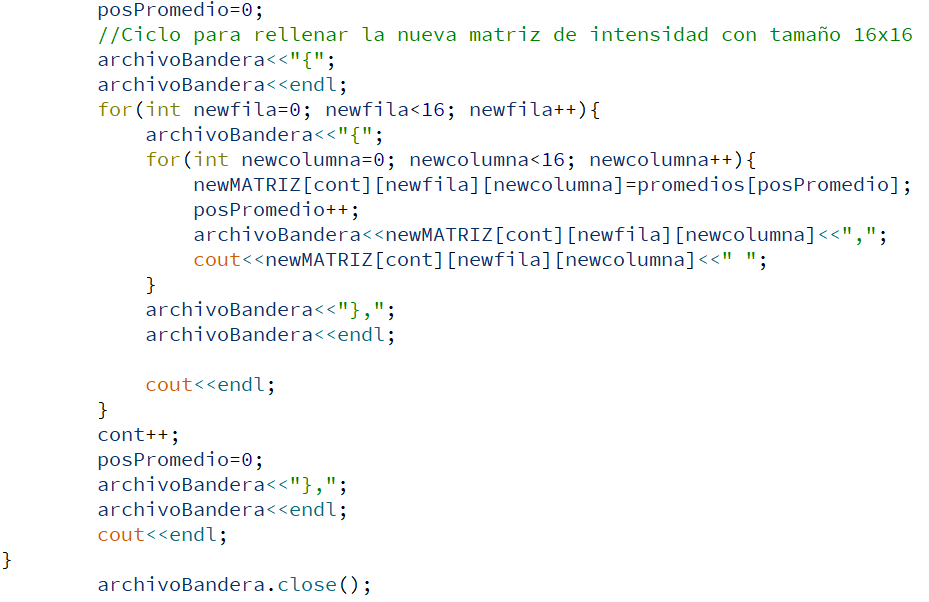 posPromedio=0;
//Ciclo para rellenar la nueva matriz de intensidad con tamaño 16x16
archivoBandera<<"{";
archivoBandera<<endl;
for(int newfila=0; newfila<16; newfila++){
archivoBandera<<"{";
for(int newcolumna=0; newcolumna<16; newcolumna++){
newMATRIZ[cont][newfila][newcolumna]=promedios[posPromedio];
posPromedio++;
archivoBandera<<newMATRIZ[cont][newfila][newcolumna]<<",";
cout<<newMATRIZ[cont][newfila][newcolumna]<<" ";
}
archivoBandera<<"},";
archivoBandera<<endl;
cout<<endl;
}
cont++;
posPromedio=0;
archivoBandera<<"},";
archivoBandera<<endl;
cout<<endl;
}
archivoBandera.close();